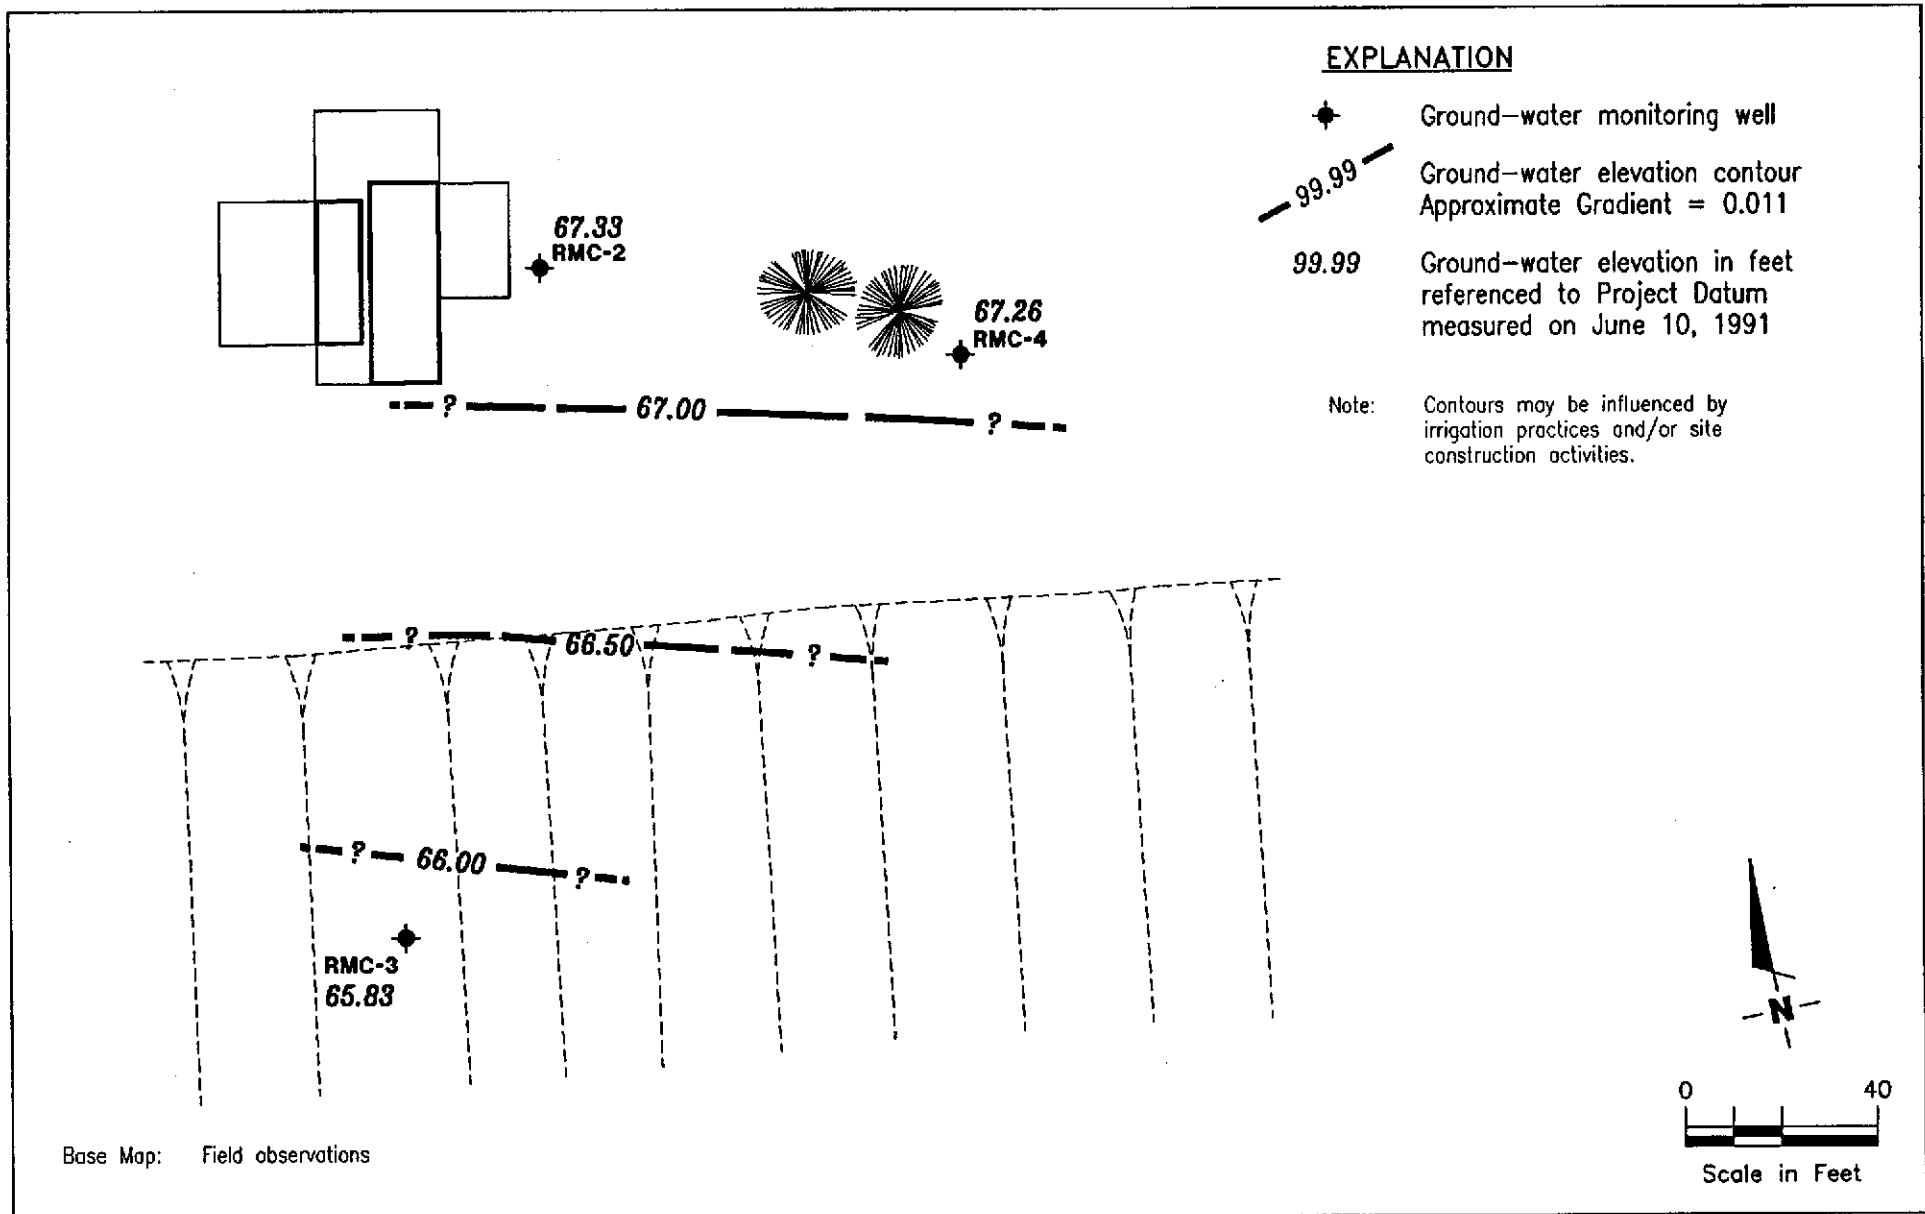 EXPLANATION
Ground-water monitoring well
99.99
Ground-water elevation contour
Approximate Gradient = 0.011
99.99
Ground-water elevation in feet
referenced to Project Datum
measured on June 10, 1991
Note:
Contours may be influenced by
irrigation practices and/or site
construction activities.
67.33
RMC-2
67.26
RMC-4
? 67.00 ?
? 66.50 ?
? 66.00 ?
RMC-3
65.83
N
0 40
Scale in Feet
Base Map: Field observations